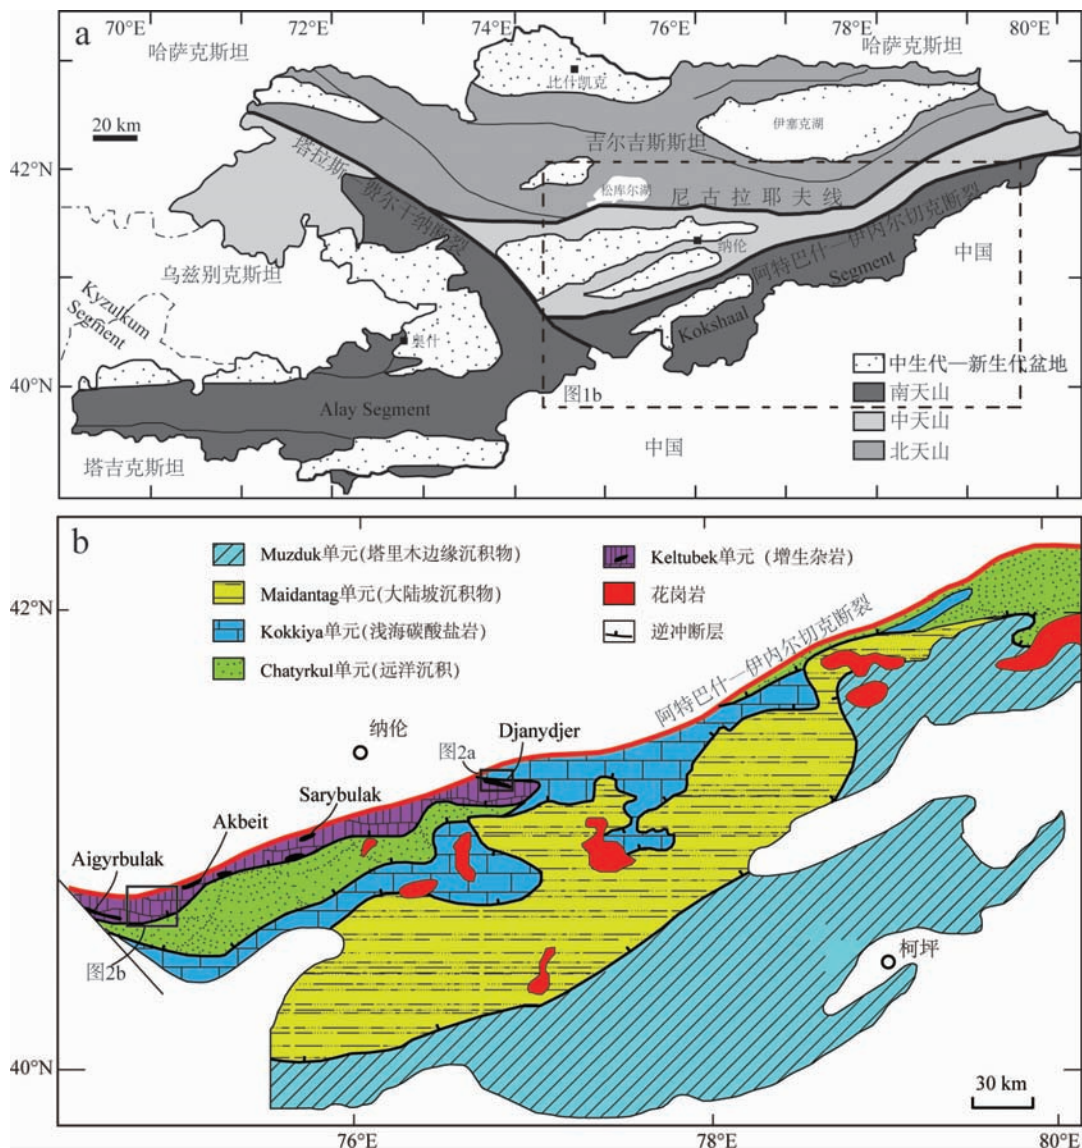 a
70°E
72°E
74°E
76°E
78°E
80°E
哈萨克斯坦
哈萨克斯坦
比什凯克
20 km
伊塞克湖
吉尔吉斯斯坦
42°N
塔拉斯—费尔干纳断裂
松库尔湖
尼古拉耶夫线
纳伦
阿特巴什—伊内尔切克断裂
中国
乌兹别克斯坦
Segment
Kyzulkum
Segment
Kokshaal
奥什
中生代—新生代盆地
40°N
图1b
南天山
Alay Segment
中天山
塔吉克斯坦
中国
北天山
b
Muzduk单元(塔里木边缘沉积物)
Keltubek单元（增生杂岩）
Maidantag单元(大陆坡沉积物)
花岗岩
42°N
Kokkiya单元(浅海碳酸盐岩)
逆冲断层
Chatyrkul单元(远洋沉积)
阿特巴什—伊内尔切克断裂
纳伦
图2a
Djanydjer
Sarybulak
Akbeit
Aigyrbulak
图2b
柯坪
40°N
30 km
76°E
78°E
80°E